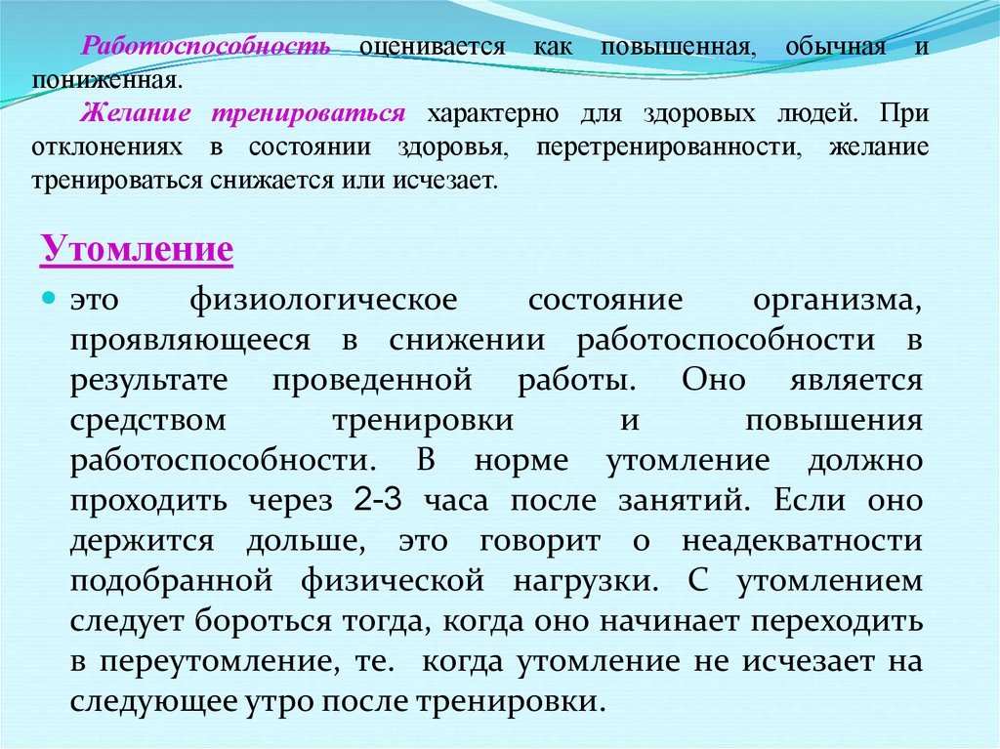 Работоспособность оценивается как повышенная, обычная и
пониженная.
Желание тренироваться характерно для здоровых людей. При
отклонениях в состоянии здоровья, перетренированности, желание
тренироваться снижается или исчезает.
Утомление
• это физиологическое состояние организма,
проявляющееся в снижении работоспособности в
результате проведенной работы. Оно является
средством тренировки и повышения
работоспособности. В норме утомление должно
проходить через 2-3 часа после занятий. Если оно
держится дольше, это говорит о неадекватности
подобранной физической нагрузки. С утомлением
следует бороться тогда, когда оно начинает переходить
в переутомление, те. когда утомление не исчезает на
следующее утро после тренировки.